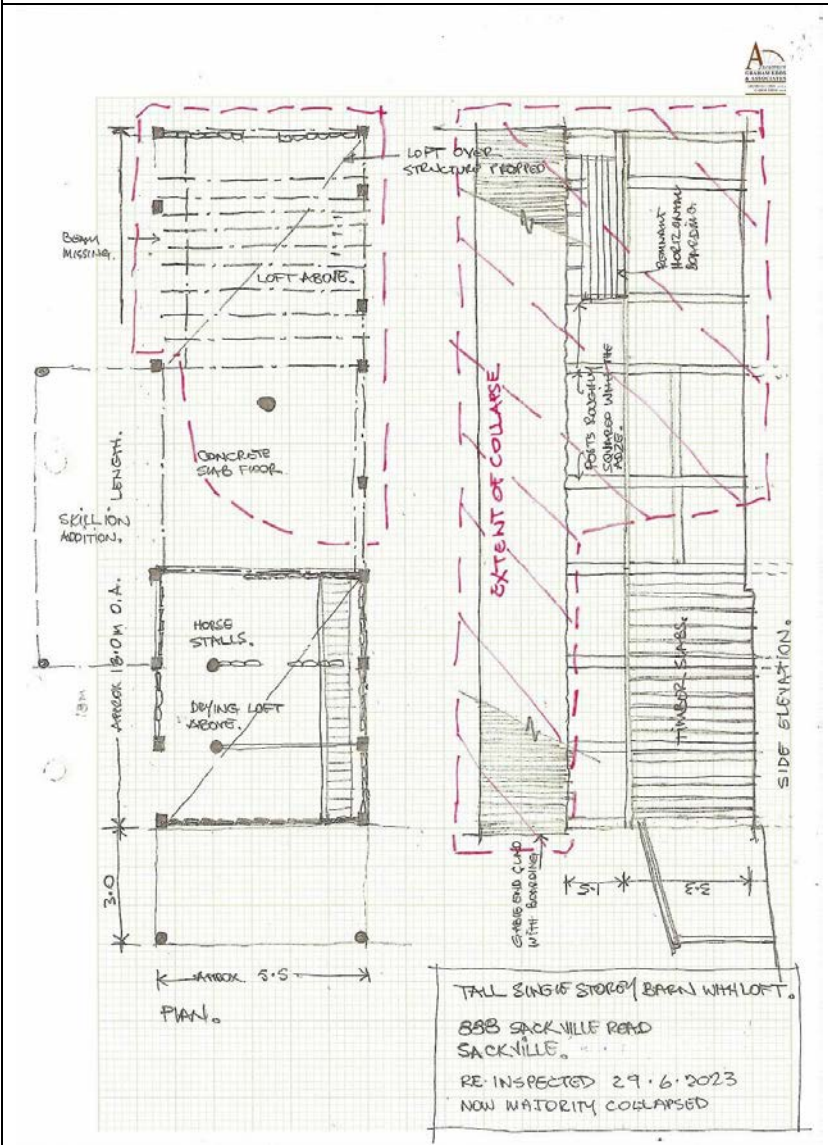 LOFT OVER
STRUCTURE PROPPED
BEAM
MISSING.
LOFT ABOVE.
REMNANT
HORIZONTAL
BOARDING.
EXTENT OF COLLAPSE
POSTS ROUGHLY
SQUARED WITH THE
ADZE.
CONCRETE
SLAB FLOOR.
SKILLION
ADDITION.
APPROX 18.0M O.A. LENGTH.
18M
HORSE
STALLS.
DRYING LOFT
ABOVE.
TIMBER SLABS.
SIDE ELEVATION.
3.0
GABLE END CLAD
WITH BOARDING
1.5
3.3
APPROX. 5.5
PLAN.
TALL SINGLE STOREY BARN WITH LOFT.
888 SACKVILLE ROAD
SACKVILLE.
RE-INSPECTED 29.6.2023
NOW MAJORITY COLLAPSED